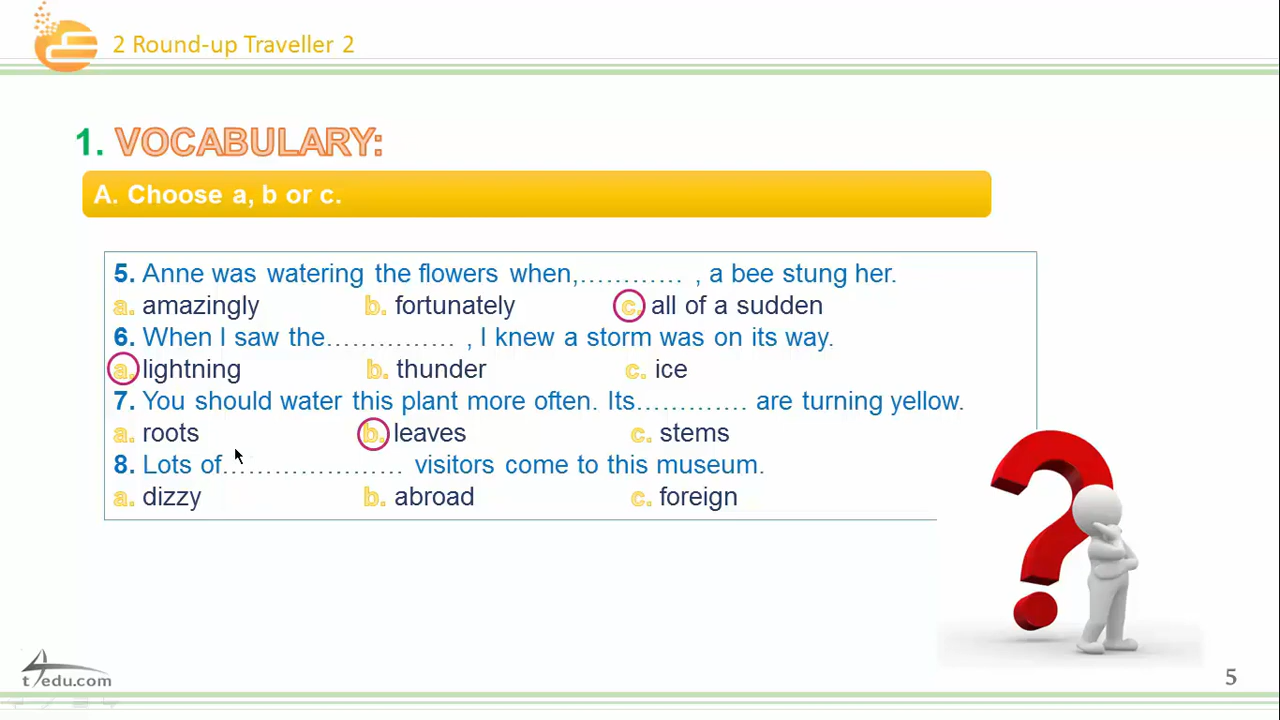 2 Round-up Traveller 2
1. VOCABULARY:
A. Choose a, b or c.
5. Anne was watering the flowers when,………… , a bee stung her.
a. amazingly b. fortunately c. all of a sudden
6. When I saw the…………… , I knew a storm was on its way.
a. lightning b. thunder c. ice
7. You should water this plant more often. Its…………. are turning yellow.
a. roots b. leaves c. stems
8. Lots of………………… visitors come to this museum.
a. dizzy b. abroad c. foreign
t4edu.com
5